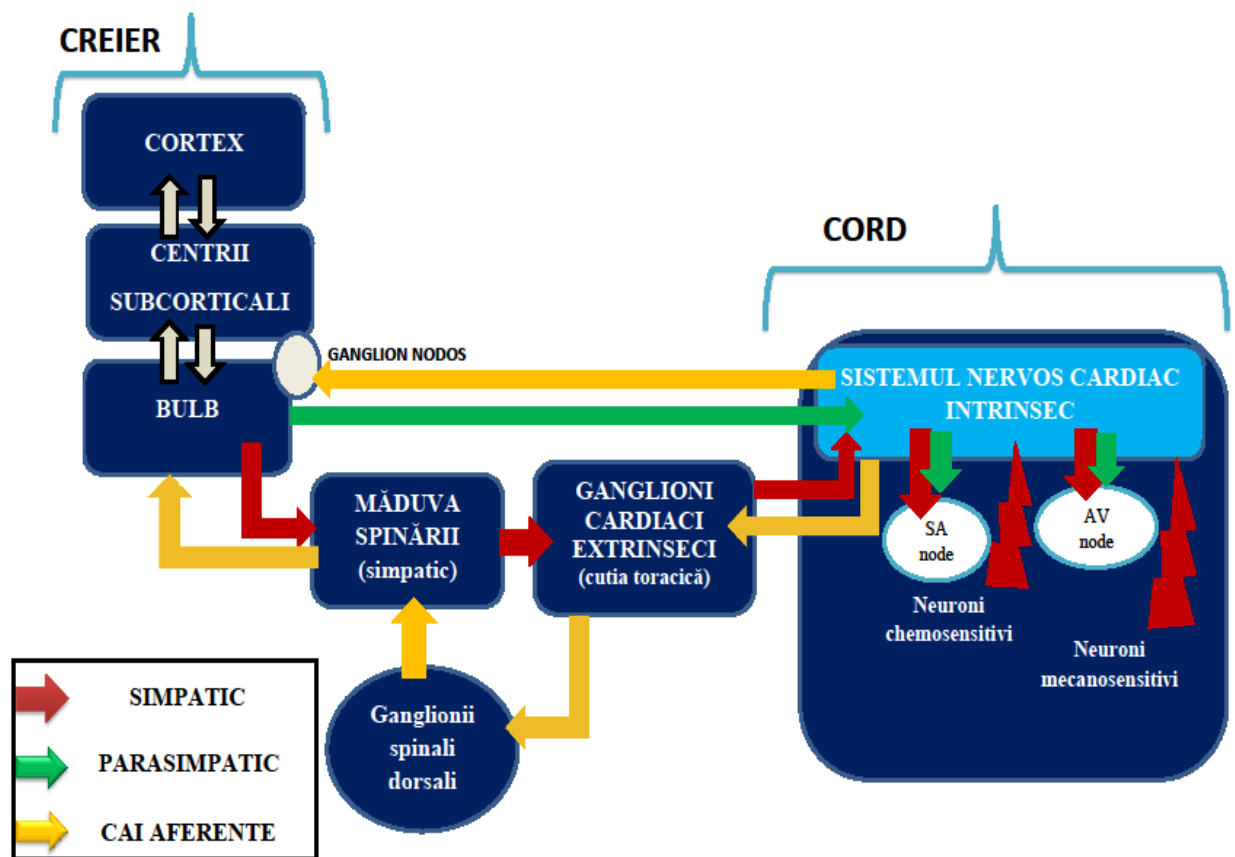 CREIER
CORTEX
CENTRII
SUBCORTICALI
GANGLION NODOS
BULB
CORD
SISTEMUL NERVOS CARDIAC
INTRINSEC
MĂDUVA
SPINĂRII
(simpatic)
GANGLIONI
CARDIACI
EXTRINSECI
(cutia toracică)
SA
node
AV
node
Neuroni
chemosensitivi
Neuroni
mecanosensitivi
Ganglionii
spinali
dorsali
SIMPATIC
PARASIMPATIC
CAI AFERENTE